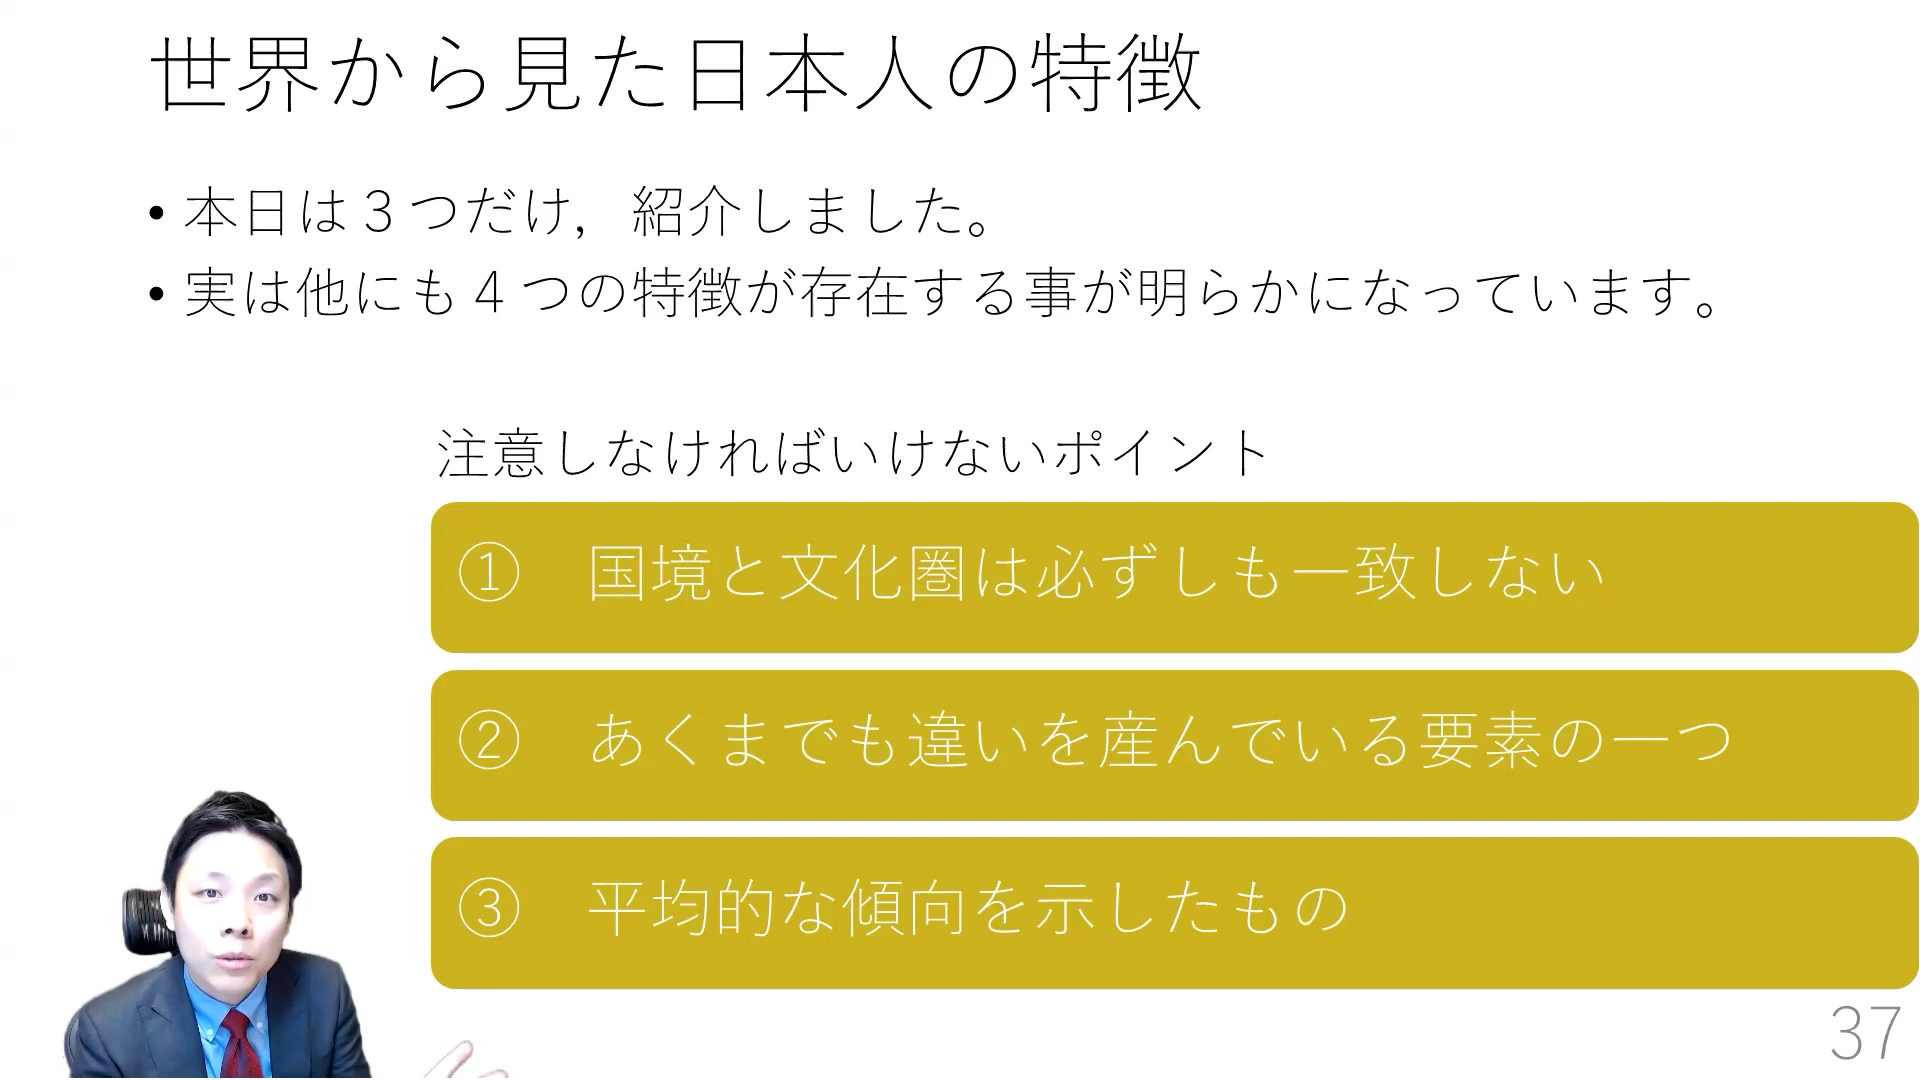 世界から見た日本人の特徴
• 本日は３つだけ，紹介しました。
• 実は他にも４つの特徴が存在する事が明らかになっています。
注意しなければいけないポイント
① 国境と文化圏は必ずしも一致しない
② あくまでも違いを産んでいる要素の一つ
③ 平均的な傾向を示したもの
37